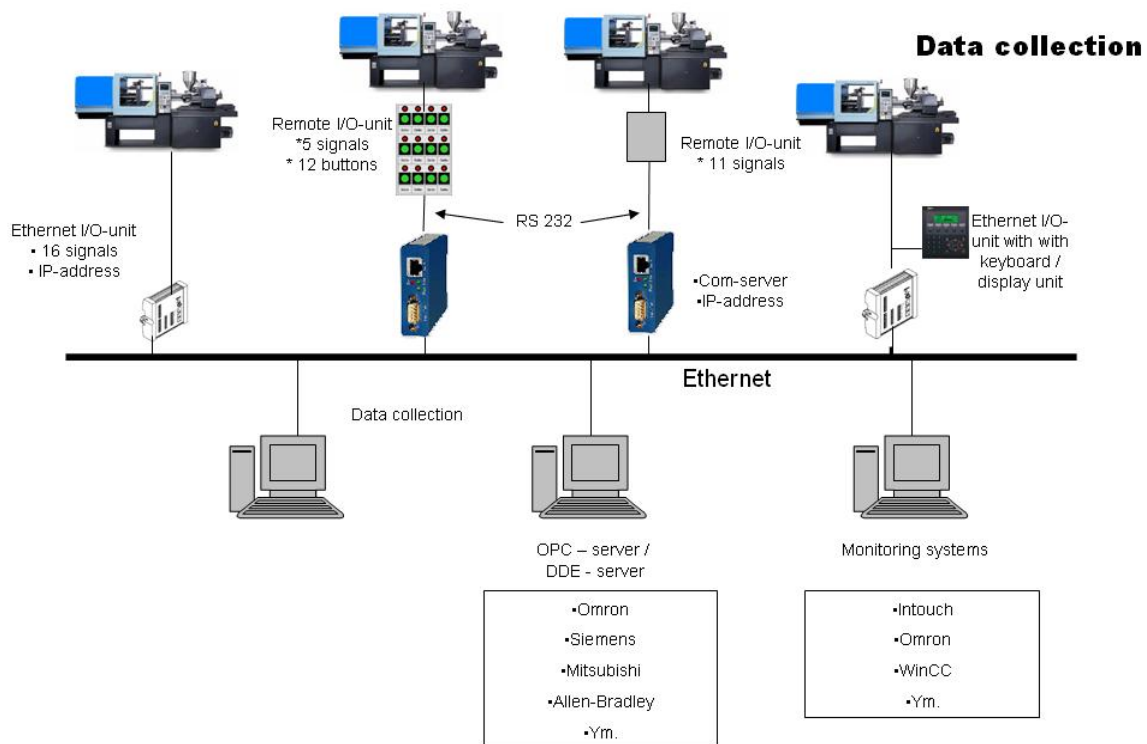 Data collection
Remote I/O-unit
*5 signals
* 12 buttons
Remote I/O-unit
* 11 signals
RS 232
Ethernet I/O-unit
▪ 16 signals
▪ IP-address
Ethernet I/O-
unit with with
keyboard /
display unit
▪Com-server
▪IP-address
Ethernet
Data collection
OPC – server /
DDE - server
▪Omron
▪Siemens
▪Mitsubishi
▪Allen-Bradley
▪Ym.
Monitoring systems
▪Intouch
▪Omron
▪WinCC
▪Ym.